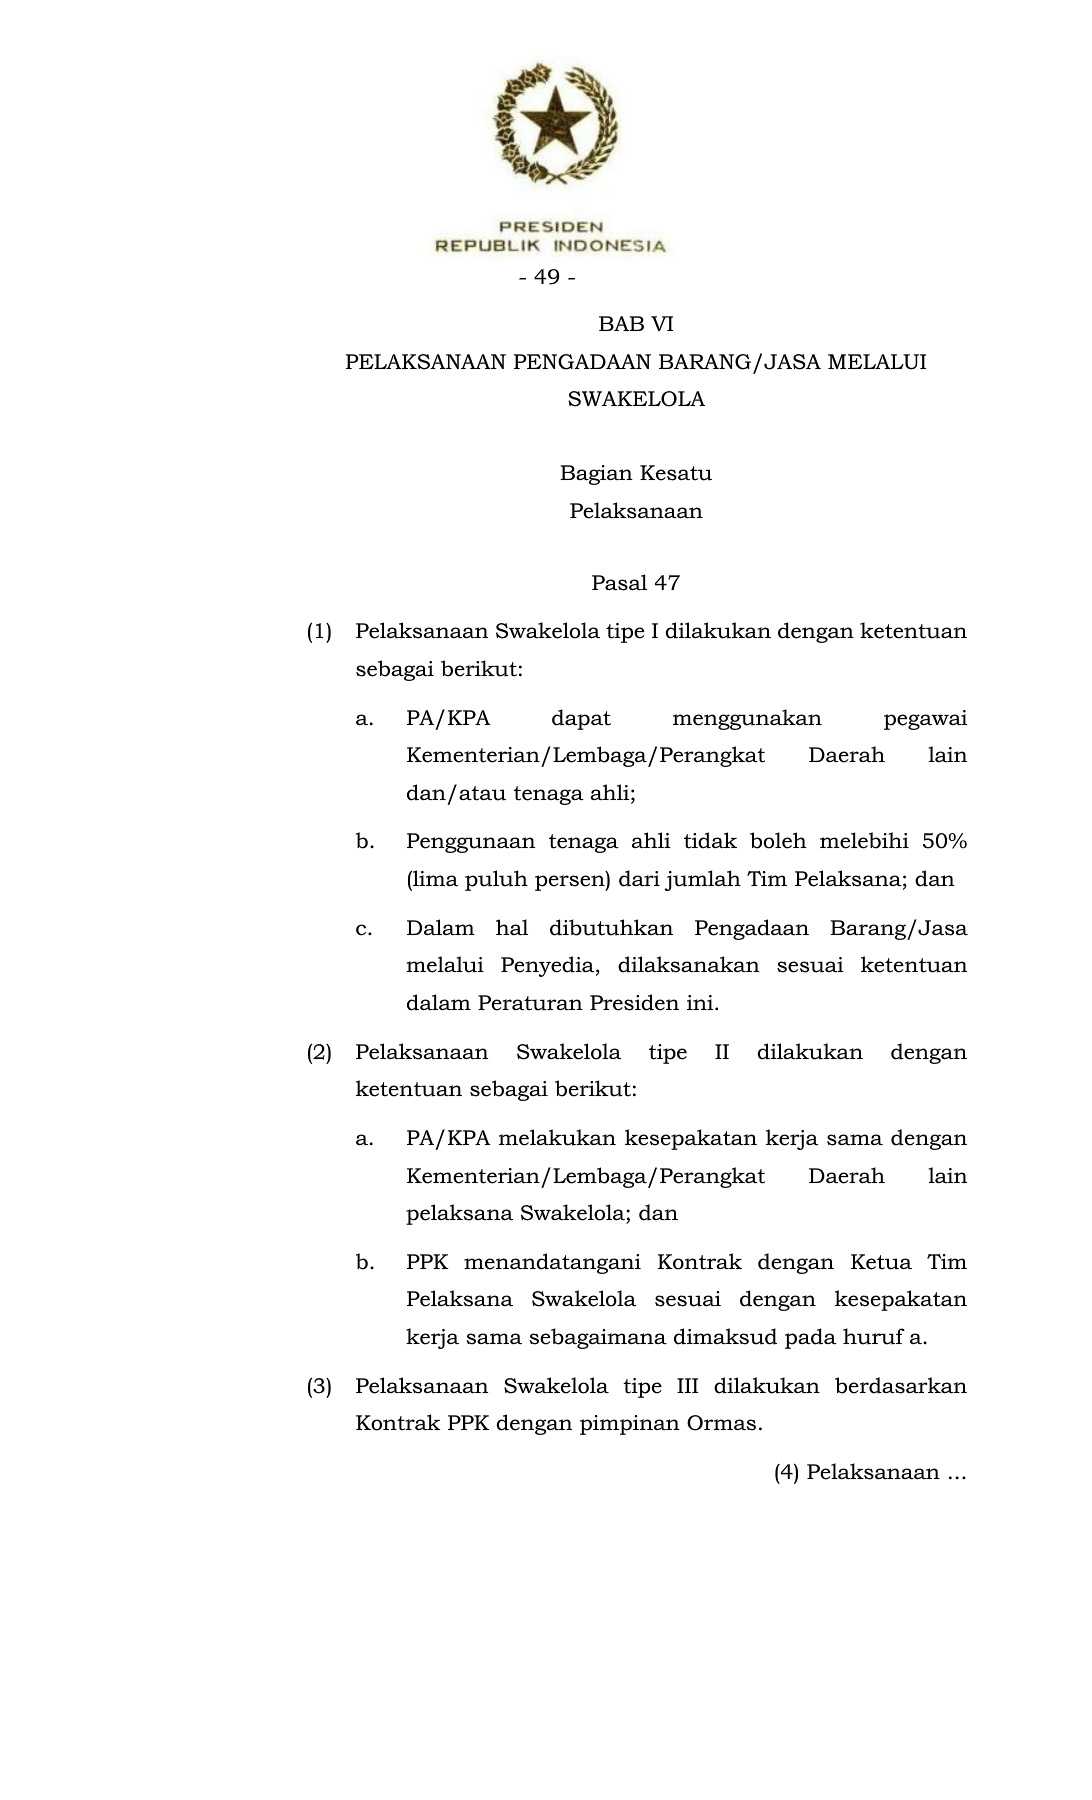 PRESIDEN
REPUBLIK INDONESIA
- 49 -
BAB VI
PELAKSANAAN PENGADAAN BARANG/JASA MELALUI
SWAKELOLA
Bagian Kesatu
Pelaksanaan
Pasal 47
(1) Pelaksanaan Swakelola tipe I dilakukan dengan ketentuan
sebagai berikut:
a. PA/KPA dapat menggunakan pegawai
Kementerian/Lembaga/Perangkat Daerah lain
dan/atau tenaga ahli;
b. Penggunaan tenaga ahli tidak boleh melebihi 50%
(lima puluh persen) dari jumlah Tim Pelaksana; dan
c. Dalam hal dibutuhkan Pengadaan Barang/Jasa
melalui Penyedia, dilaksanakan sesuai ketentuan
dalam Peraturan Presiden ini.
(2) Pelaksanaan Swakelola tipe II dilakukan dengan
ketentuan sebagai berikut:
a. PA/KPA melakukan kesepakatan kerja sama dengan
Kementerian/Lembaga/Perangkat Daerah lain
pelaksana Swakelola; dan
b. PPK menandatangani Kontrak dengan Ketua Tim
Pelaksana Swakelola sesuai dengan kesepakatan
kerja sama sebagaimana dimaksud pada huruf a.
(3) Pelaksanaan Swakelola tipe III dilakukan berdasarkan
Kontrak PPK dengan pimpinan Ormas.
(4) Pelaksanaan ...